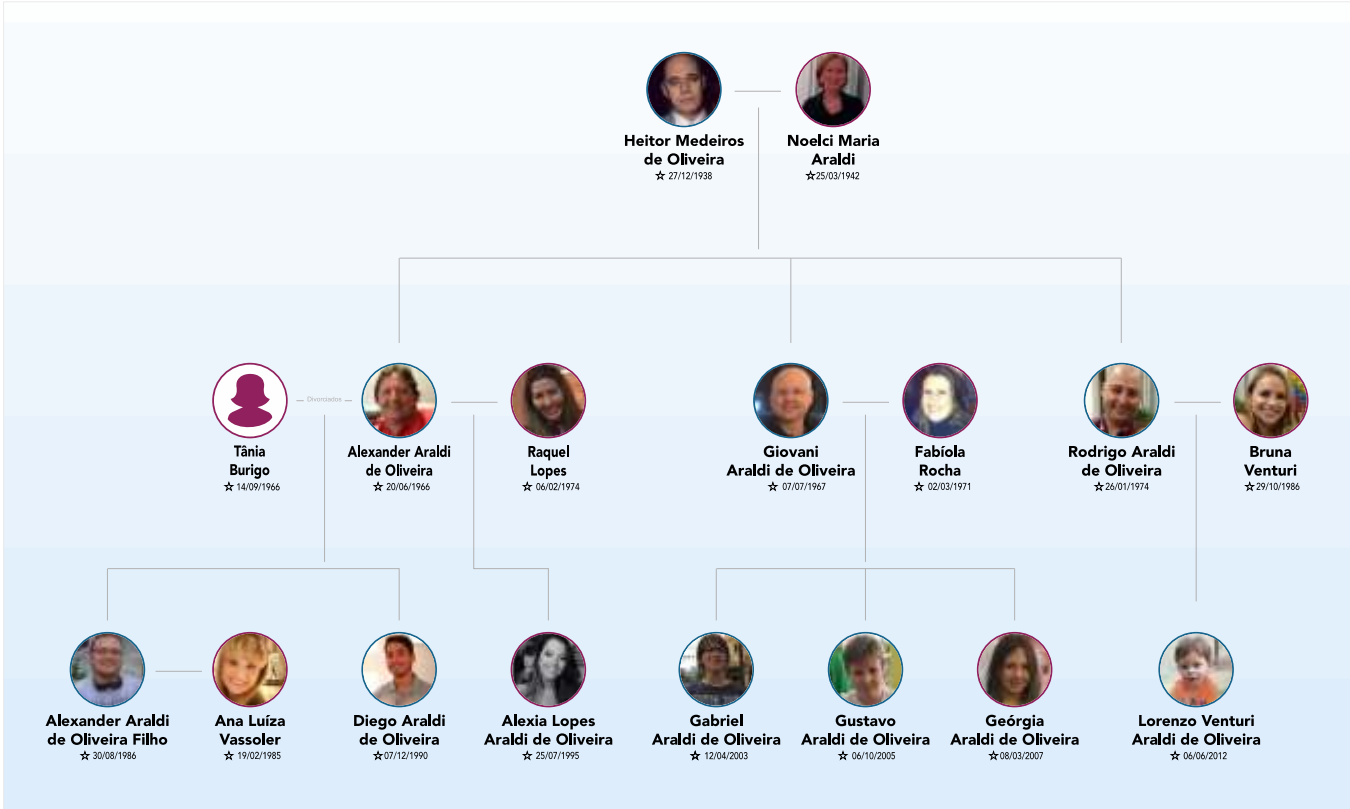 Heitor Medeiros
de Oliveira
☆ 27/12/1938
Noelci Maria
Araldi
☆25/03/1942
Divorciados
Tânia
Burigo
☆ 14/09/1966
Alexander Araldi
de Oliveira
☆ 20/06/1966
Raquel
Lopes
☆ 06/02/1974
Giovani
Araldi de Oliveira
☆ 07/07/1967
Fabíola
Rocha
☆ 02/03/1971
Rodrigo Araldi
de Oliveira
☆26/01/1974
Bruna
Venturi
☆29/10/1986
Alexander Araldi
de Oliveira Filho
☆ 30/08/1986
Ana Luíza
Vassoler
☆ 19/02/1985
Diego Araldi
de Oliveira
☆07/12/1990
Alexia Lopes
Araldi de Oliveira
☆ 25/07/1995
Gabriel
Araldi de Oliveira
☆ 12/04/2003
Gustavo
Araldi de Oliveira
☆ 06/10/2005
Geórgia
Araldi de Oliveira
☆08/03/2007
Lorenzo Venturi
Araldi de Oliveira
☆ 06/06/2012